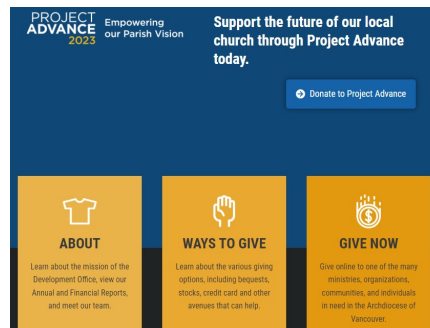 PROJECT
ADVANCE
2023
Empowering
our Parish Vision
Support the future of our local
church through Project Advance
today.
Donate to Project Advance
ABOUT
Learn about the mission of the
Development Office, view our
Annual and Financial Reports,
and meet our team.
WAYS TO GIVE
Learn about the various giving
options, including bequests,
stocks, credit card and other
avenues that can help.
GIVE NOW
Give online to one of the many
ministries, organizations,
communities, and individuals
in need in the Archdiocese of
Vancouver.